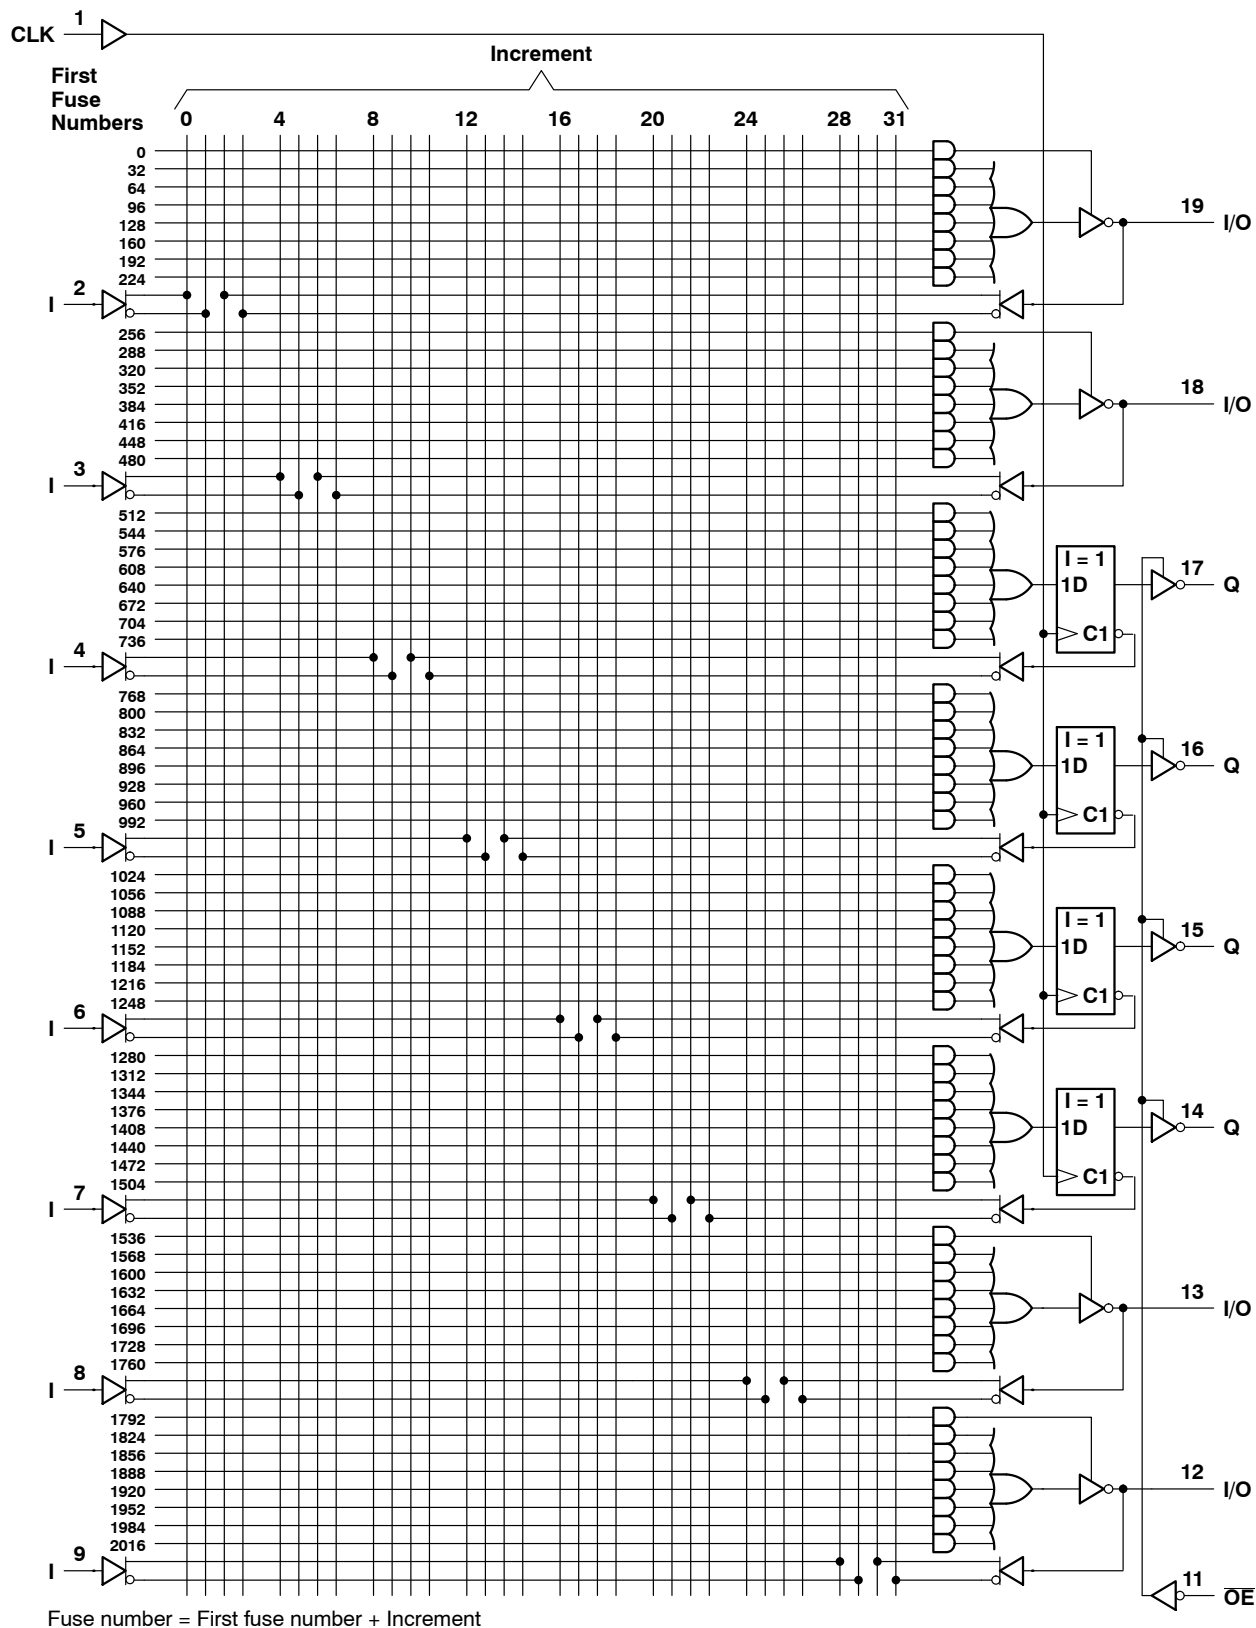 1
CLK
Increment
First
Fuse
Numbers
0 4 8 12 16 20 24 28 31
0
32
64
96
128
160
192
224
19
I/O
2
I
256
288
320
352
384
416
448
480
18
I/O
3
I
512
544
576
608
640
672
704
736
I = 1
1D
C1
17
Q
4
I
768
800
832
864
896
928
960
992
I = 1
1D
C1
16
Q
5
I
1024
1056
1088
1120
1152
1184
1216
1248
I = 1
1D
C1
15
Q
6
I
1280
1312
1344
1376
1408
1440
1472
1504
I = 1
1D
C1
14
Q
7
I
1536
1568
1600
1632
1664
1696
1728
1760
13
I/O
8
I
1792
1824
1856
1888
1920
1952
1984
2016
12
I/O
9
I
11
OE
Fuse number = First fuse number + Increment